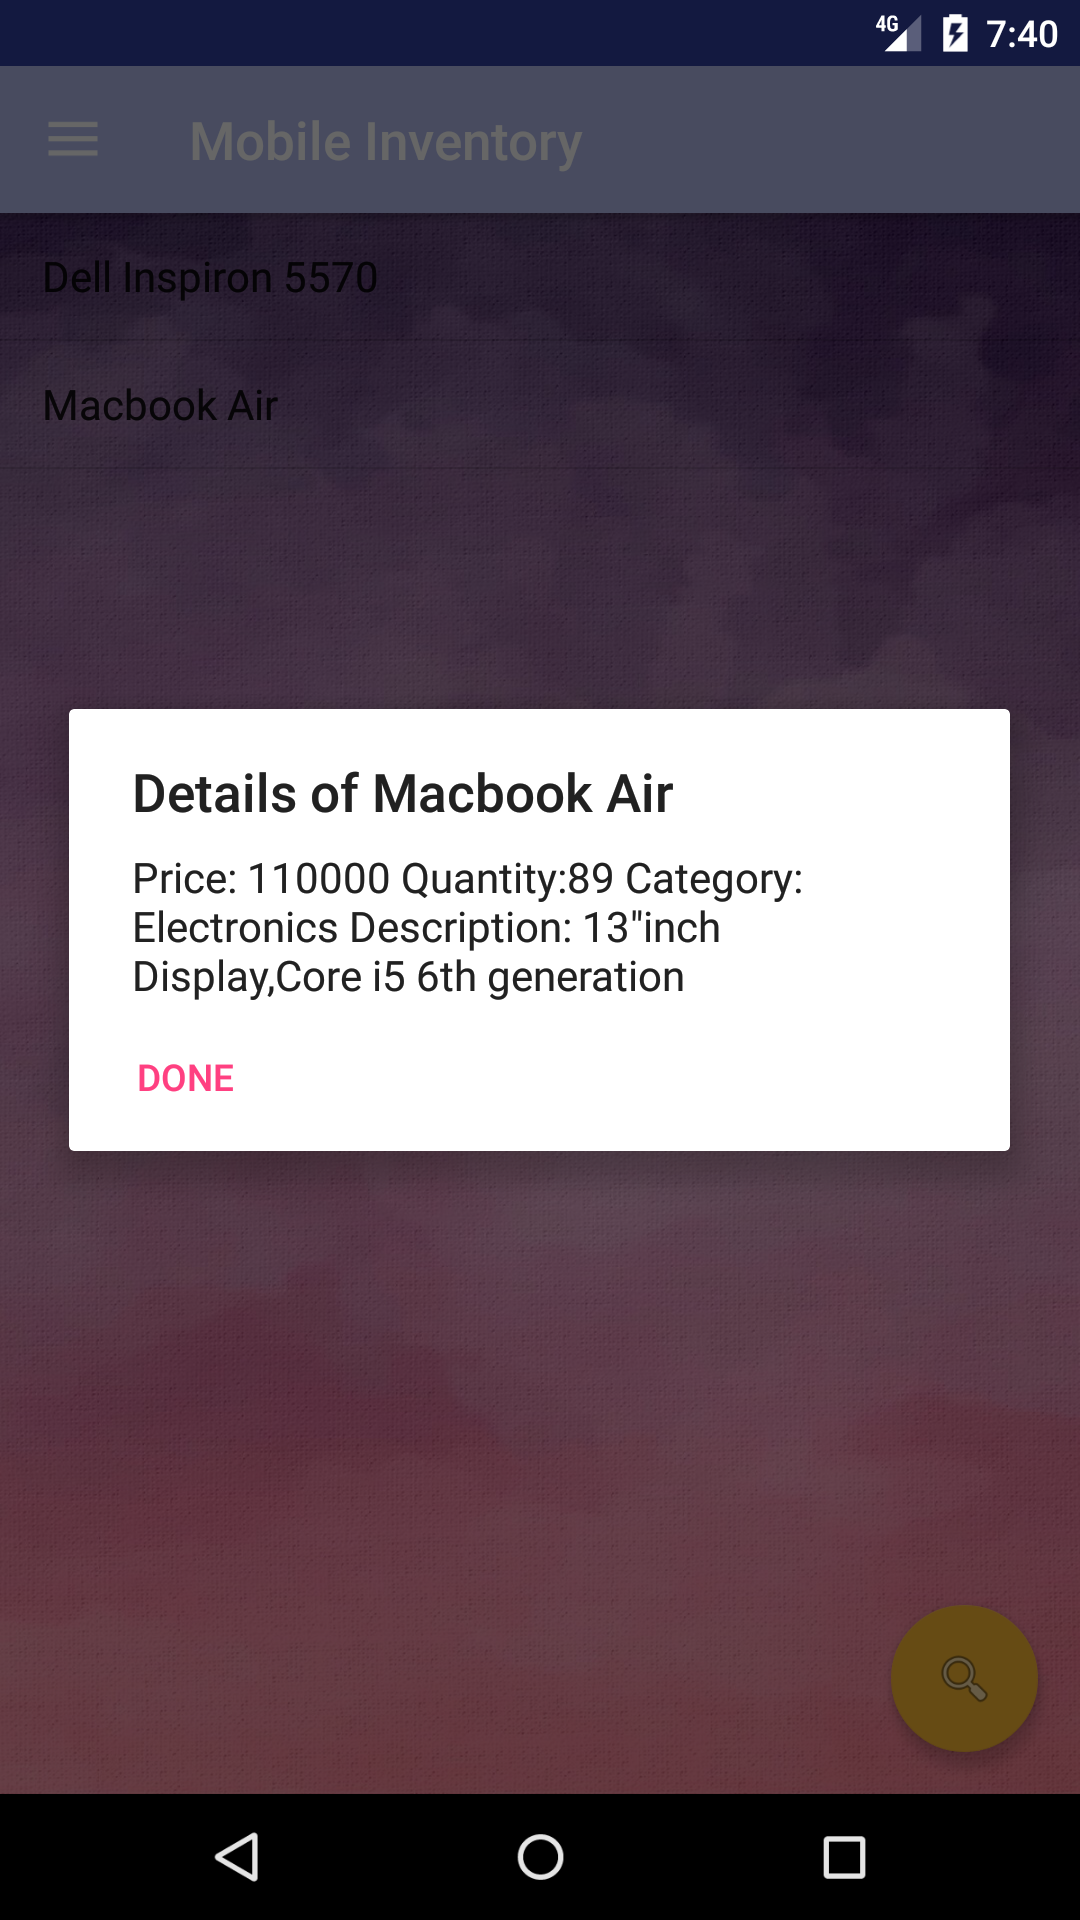 4G 7:40
Mobile Inventory
Dell Inspiron 5570
Macbook Air
Details of Macbook Air
Price: 110000 Quantity:89 Category:
Electronics Description: 13"inch
Display,Core i5 6th generation
DONE